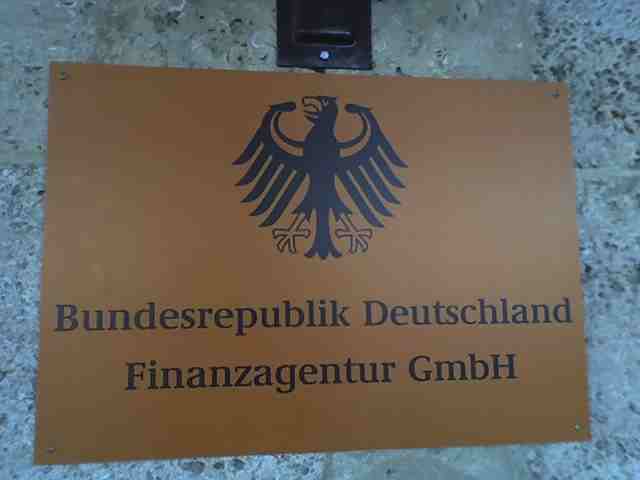 Bundesrepublik Deutschland
Finanzagentur GmbH